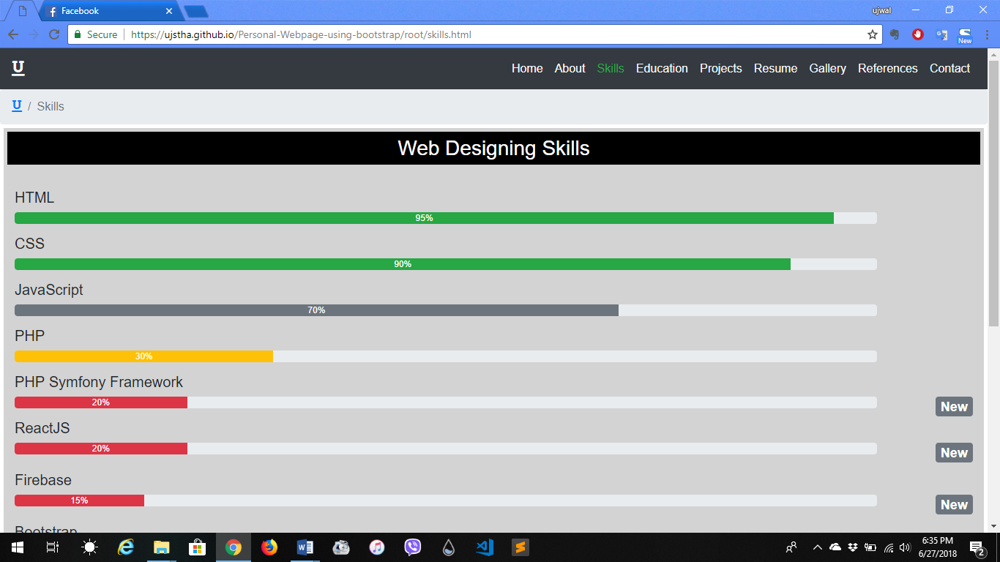 Facebook
ujwal
Secure
https://ujstha.github.io/Personal-Webpage-using-bootstrap/root/skills.html
New
U
Home About Skills Education Projects Resume Gallery References Contact
U / Skills
Web Designing Skills
HTML
95%
CSS
90%
JavaScript
70%
PHP
30%
PHP Symfony Framework
20%
New
ReactJS
20%
New
Firebase
15%
New
Bootstrap
6:35 PM
6/27/2018
2